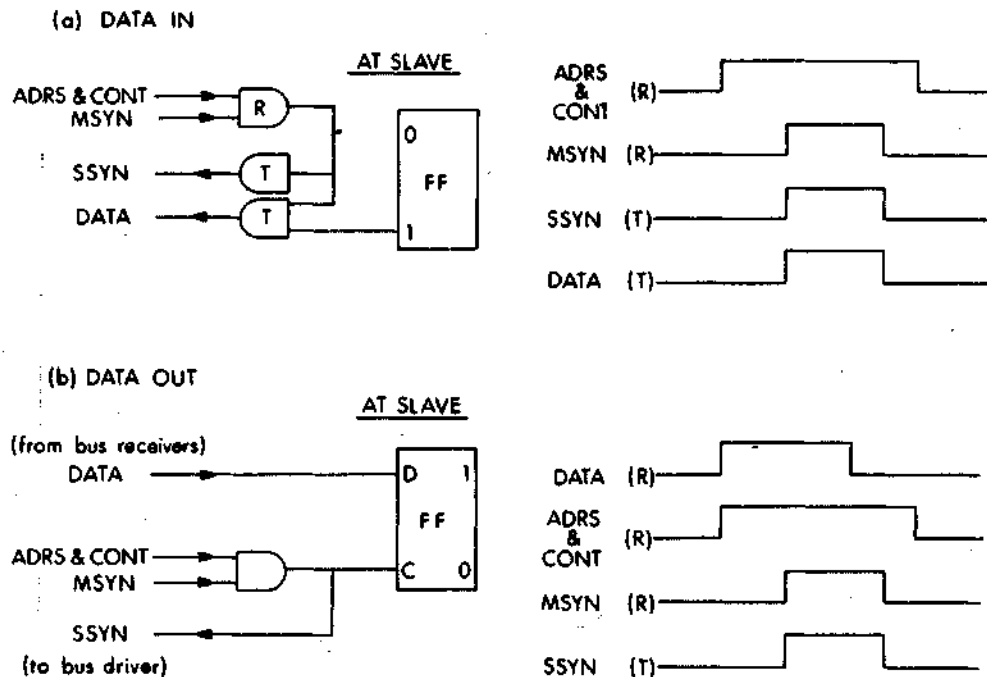 (a) DATA IN
AT SLAVE
ADRS & CONT
MSYN
R
SSYN
T
DATA
T
0
FF
1
ADRS
&
CONT
(R)
MSYN (R)
SSYN (T)
DATA (T)
(b) DATA OUT
AT SLAVE
(from bus receivers)
DATA
D 1
FF
ADRS & CONT
MSYN
C 0
SSYN
(to bus driver)
DATA (R)
ADRS
&
CONT
(R)
MSYN (R)
SSYN (T)